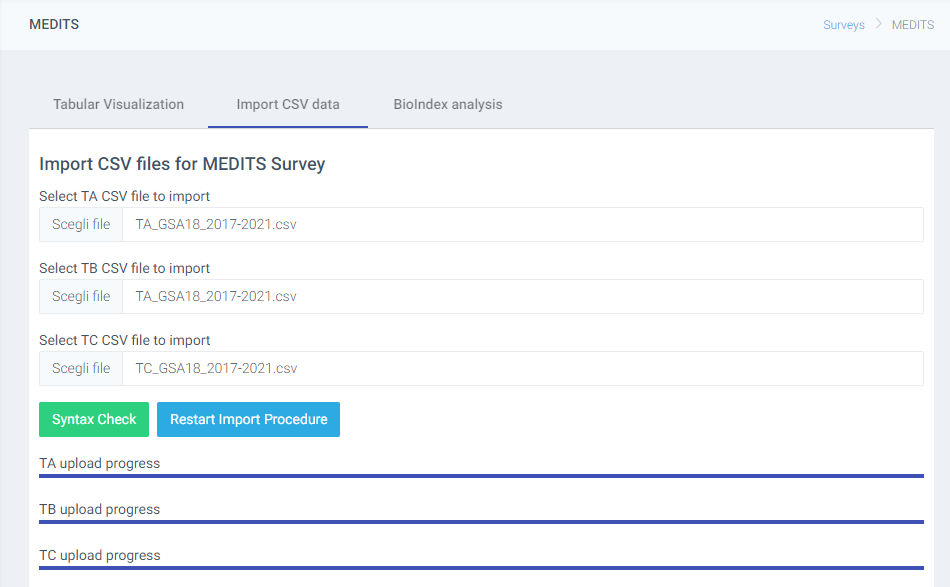 MEDITS
Surveys > MEDITS
Tabular Visualization
Import CSV data
BioIndex analysis
Import CSV files for MEDITS Survey
Select TA CSV file to import
Scegli file TA_GSA18_2017-2021.csv
Select TB CSV file to import
Scegli file TA_GSA18_2017-2021.csv
Select TC CSV file to import
Scegli file TC_GSA18_2017-2021.csv
Syntax Check
Restart Import Procedure
TA upload progress
TB upload progress
TC upload progress